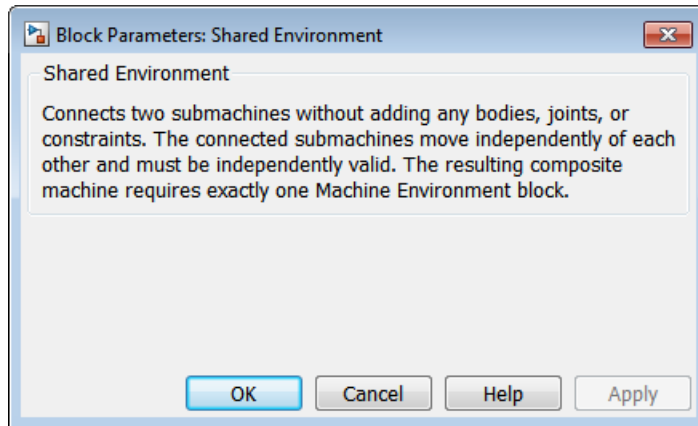 Block Parameters: Shared Environment
Shared Environment
Connects two submachines without adding any bodies, joints, or
constraints. The connected submachines move independently of each
other and must be independently valid. The resulting composite
machine requires exactly one Machine Environment block.
OK Cancel Help Apply